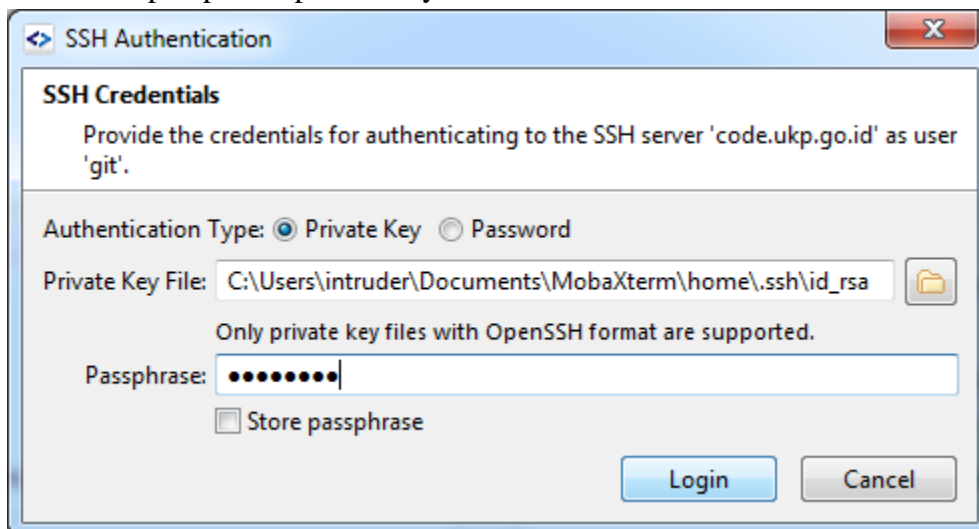 SSH Authentication
SSH Credentials
Provide the credentials for authenticating to the SSH server 'code.ukp.go.id' as user
'git'.
Authentication Type: Private Key Password
Private Key File: C:\Users\intruder\Documents\MobaXterm\home\.ssh\id_rsa
Only private key files with OpenSSH format are supported.
Passphrase: ●●●●●●●●
Store passphrase
Login Cancel